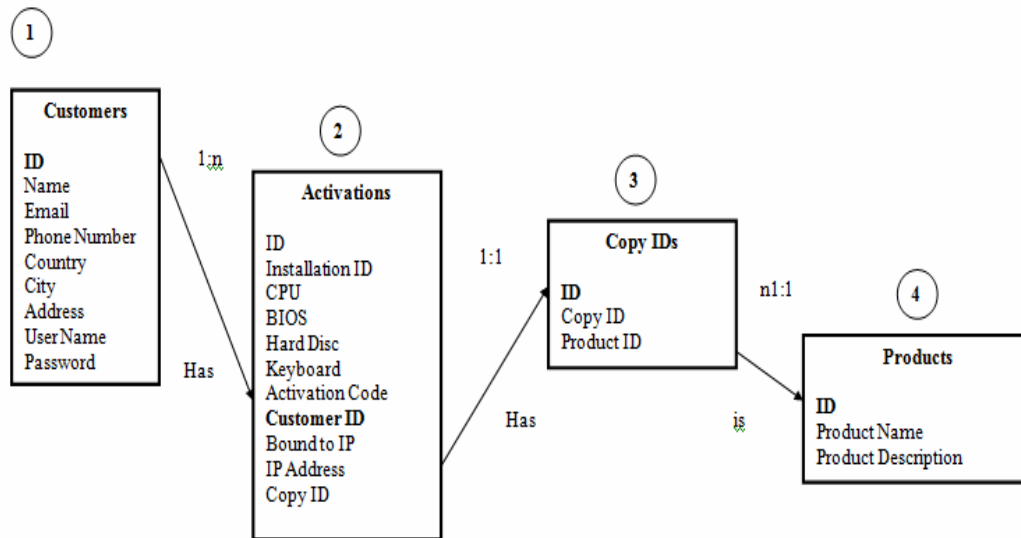 1
Customers
ID
Name
Email
Phone Number
Country
City
Address
User Name
Password
1:n
Has
2
Activations
ID
Installation ID
CPU
BIOS
Hard Disc
Keyboard
Activation Code
Customer ID
Bound to IP
IP Address
Copy ID
1:1
Has
3
Copy IDs
ID
Copy ID
Product ID
n1:1
is
4
Products
ID
Product Name
Product Description